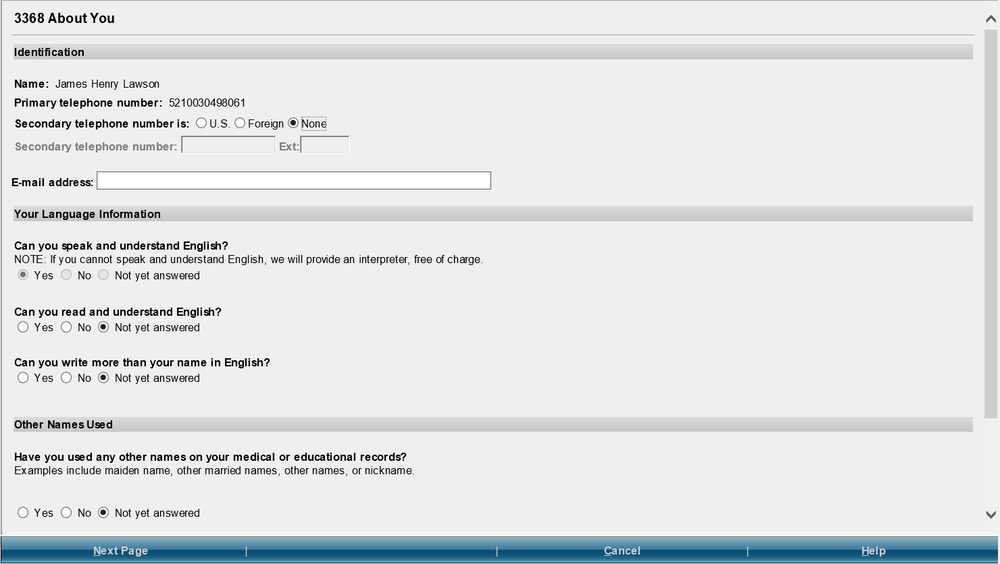 3368 About You
Identification
Name: James Henry Lawson
Primary telephone number: 5210030498061
Secondary telephone number is: U.S. Foreign None
Secondary telephone number: Ext:
E-mail address:
Your Language Information
Can you speak and understand English?
NOTE: If you cannot speak and understand English, we will provide an interpreter, free of charge.
Yes No Not yet answered
Can you read and understand English?
Yes No Not yet answered
Can you write more than your name in English?
Yes No Not yet answered
Other Names Used
Have you used any other names on your medical or educational records?
Examples include maiden name, other married names, other names, or nickname.
Yes No Not yet answered
Next Page | | Cancel | Help